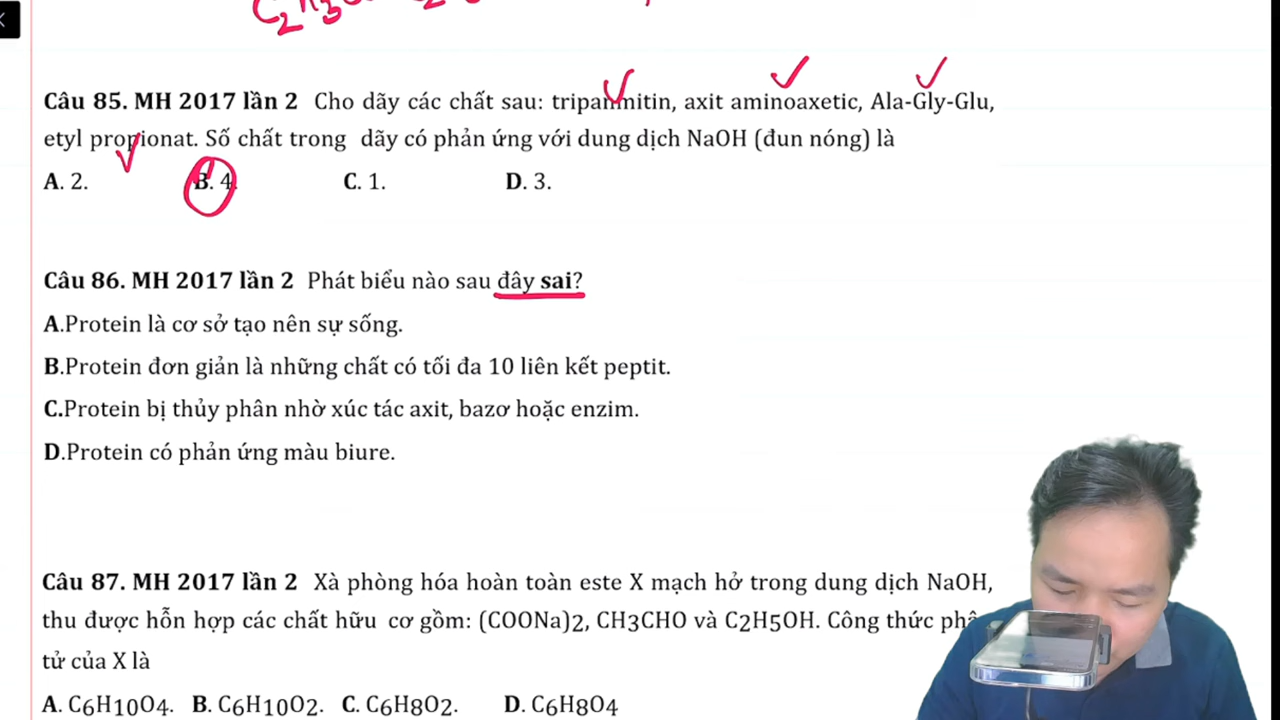 Câu 85. MH 2017 lần 2 Cho dãy các chất sau: tripanmitin, axit aminoaxetic, Ala-Gly-Glu,
etyl propionat. Số chất trong dãy có phản ứng với dung dịch NaOH (đun nóng) là
A. 2. B. 4. C. 1. D. 3.
Câu 86. MH 2017 lần 2 Phát biểu nào sau đây sai?
A.Protein là cơ sở tạo nên sự sống.
B.Protein đơn giản là những chất có tối đa 10 liên kết peptit.
C.Protein bị thủy phân nhờ xúc tác axit, bazơ hoặc enzim.
D.Protein có phản ứng màu biure.
Câu 87. MH 2017 lần 2 Xà phòng hóa hoàn toàn este X mạch hở trong dung dịch NaOH,
thu được hỗn hợp các chất hữu cơ gồm: (COONa)2, CH3CHO và C2H5OH. Công thức
tử của X là
A. C6H10O4. B. C6H10O2. C. C6H8O2. D. C6H8O4